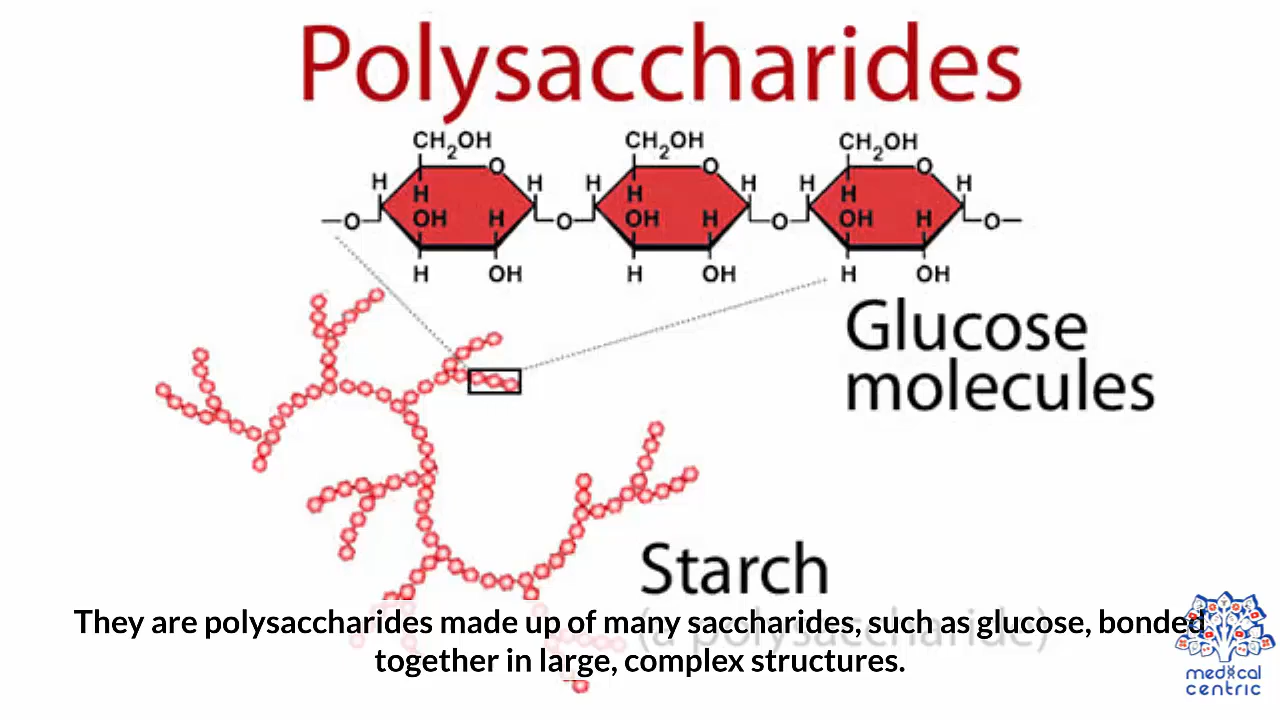 Polysaccharides
CH2OH CH2OH CH2OH
O O O
H H H H H H
H H H
OH H OH H OH H
O O O O
H OH H OH H OH
Glucose
molecules
Starch
(a polysaccharide)
They are polysaccharides made up of many saccharides, such as glucose, bonded
together in large, complex structures.
medical
centric